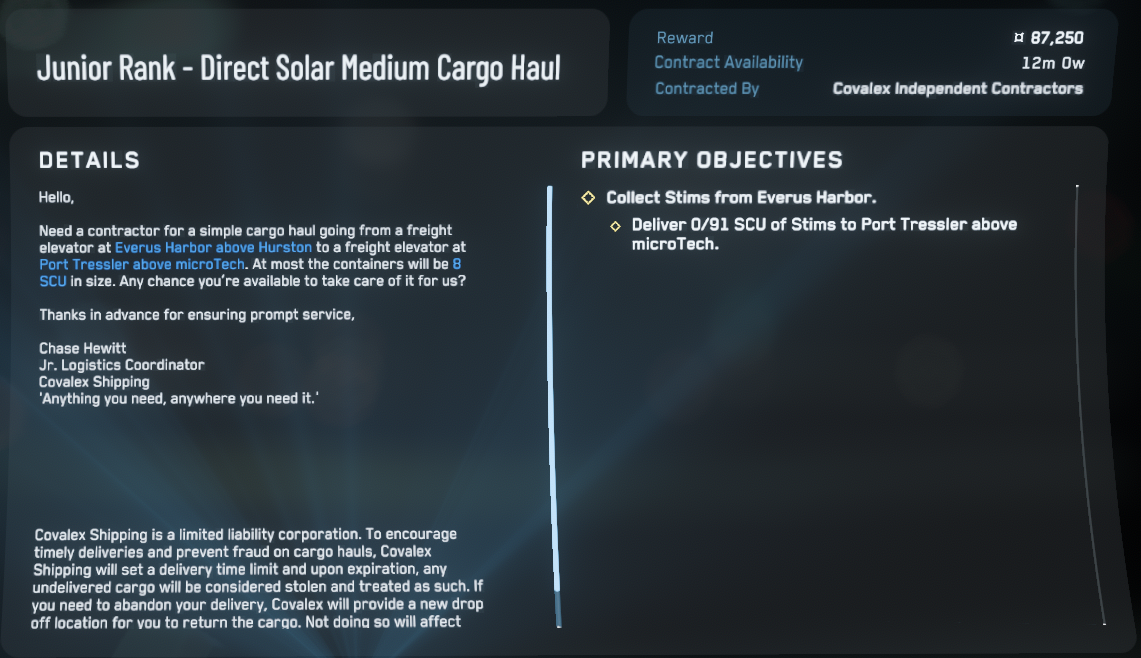 Junior Rank - Direct Solar Medium Cargo Haul
Reward ¤ 87,250
Contract Availability 12m 0w
Contracted By Covalex Independent Contractors
DETAILS
Hello,
Need a contractor for a simple cargo haul going from a freight
elevator at Everus Harbor above Hurston to a freight elevator at
Port Tressler above microTech. At most the containers will be 8
SCU in size. Any chance you're available to take care of it for us?
Thanks in advance for ensuring prompt service,
Chase Hewitt
Jr. Logistics Coordinator
Covalex Shipping
'Anything you need, anywhere you need it.'
Covalex Shipping is a limited liability corporation. To encourage
timely deliveries and prevent fraud on cargo hauls, Covalex
Shipping will set a delivery time limit and upon expiration, any
undelivered cargo will be considered stolen and treated as such. If
you need to abandon your delivery, Covalex will provide a new drop
off location for you to return the cargo. Not doing so will affect
PRIMARY OBJECTIVES
Collect Stims from Everus Harbor.
Deliver 0/91 SCU of Stims to Port Tressler above
microTech.